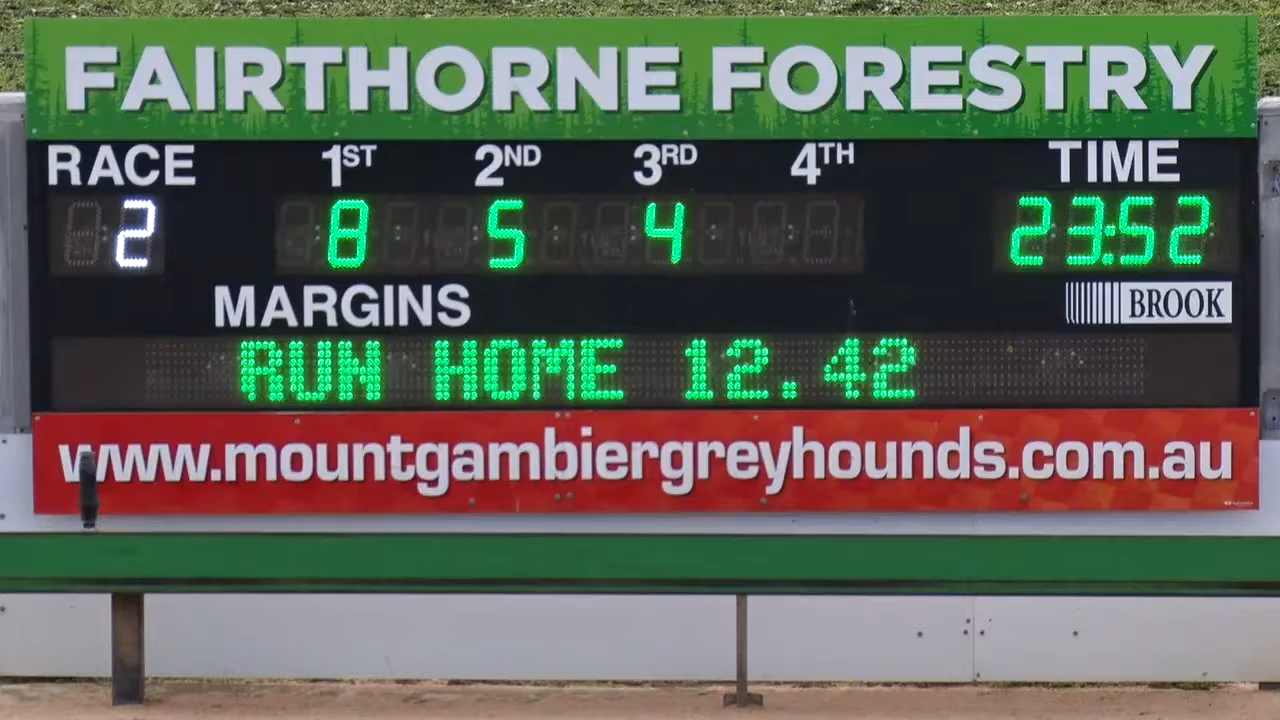 FAIRTHORNE FORESTRY
RACE 1ST 2ND 3RD 4TH TIME
2 8 5 4 23:52
MARGINS BROOK
RUN HOME 12.42
www.mountgambiergreyhounds.com.au